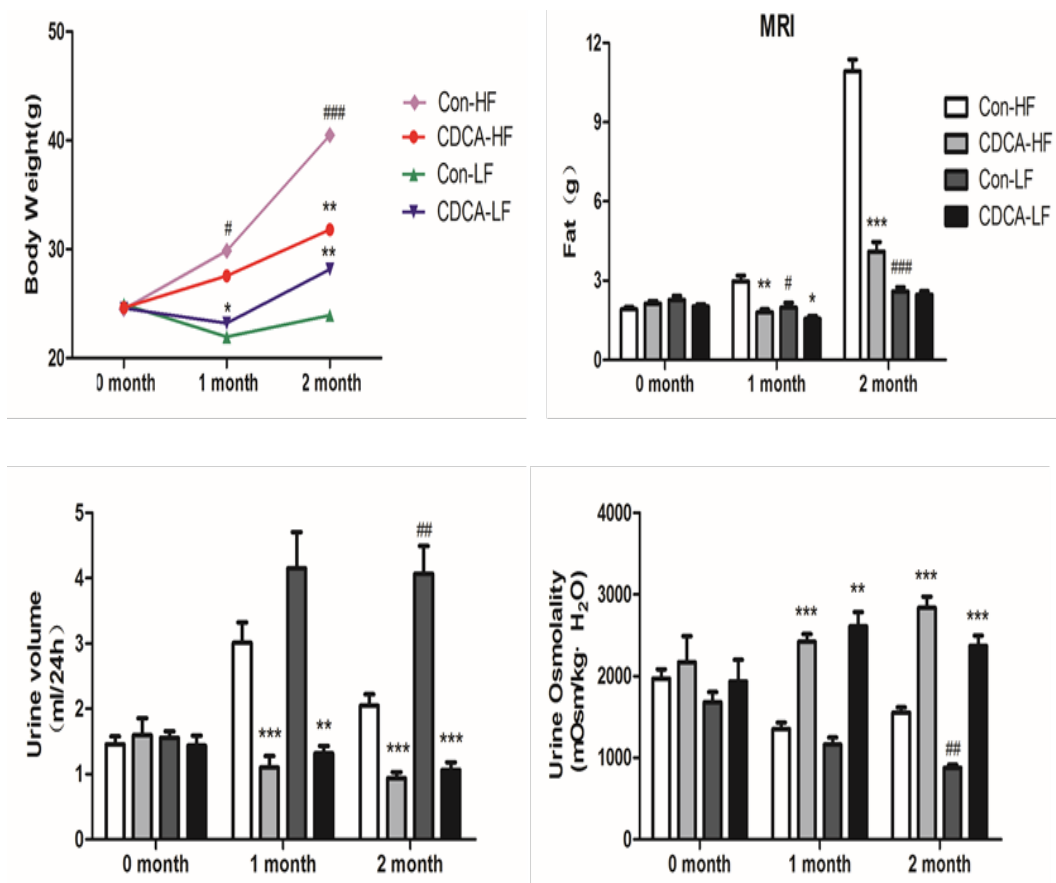 50
40
30
20
Body Weight(g)
#
###
**
**
*
0 month 1 month 2 month
Con-HF
CDCA-HF
Con-LF
CDCA-LF
MRI
12
9
6
3
0
Fat (g)
** # *
*** ###
0 month 1 month 2 month
Con-HF
CDCA-HF
Con-LF
CDCA-LF
5
4
3
2
1
0
Urine volume
(ml/24h)
*** **
*** ## ***
0 month 1 month 2 month
4000
3000
2000
1000
0
Urine Osmolality
(mOsm/kg· H₂O)
*** **
*** ## ***
0 month 1 month 2 month